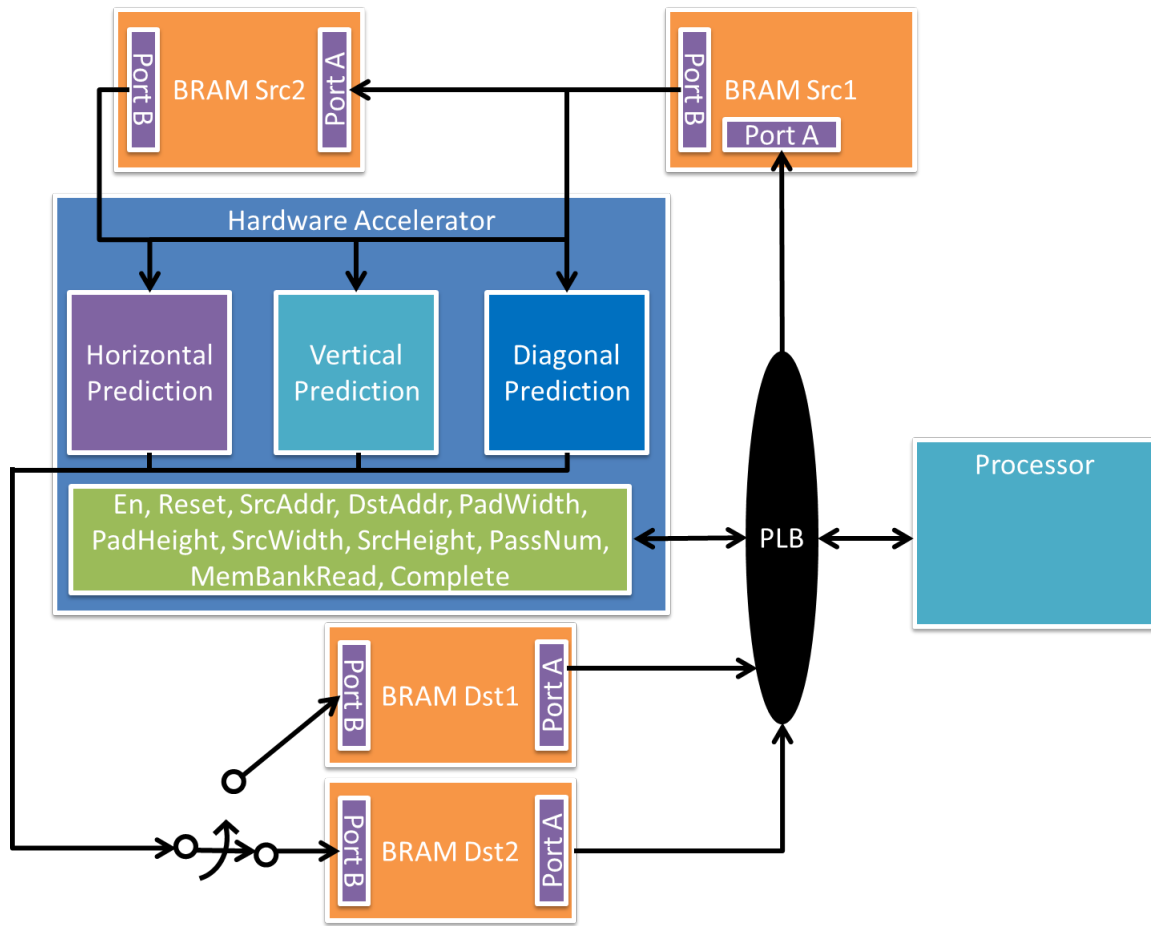 Port B
BRAM Src2
Port A
Port B
BRAM Src1
Port A
Hardware Accelerator
Horizontal
Prediction
Vertical
Prediction
Diagonal
Prediction
En, Reset, SrcAddr, DstAddr, PadWidth,
PadHeight, SrcWidth, SrcHeight, PassNum,
MemBankRead, Complete
PLB
Processor
Port B
BRAM Dst1
Port A
Port B
BRAM Dst2
Port A